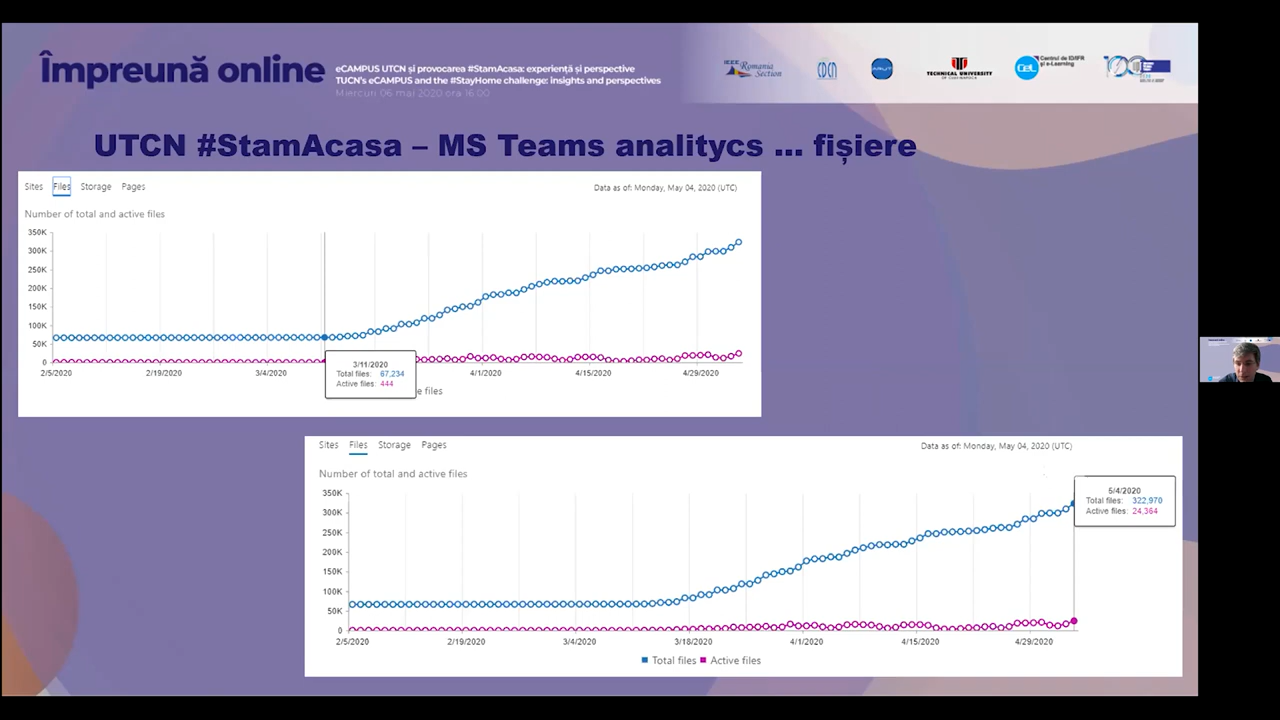 Împreună online
eCAMPUS UTCN și provocarea #StamAcasa: experiență și perspective
TUCN's eCAMPUS and the #StayHome challenge: insights and perspectives
Miercuri 06 mai 2020 ora 16.00
IEEE Romania
Section
TECHNICAL UNIVERSITY
CeL
Centrul de ID/IFR
și e-Learning
UTCN #StamAcasa – MS Teams analitycs ... fișiere
Sites Files Storage Pages
Data as of: Monday, May 04, 2020 (UTC)
Number of total and active files
350K
300K
250K
200K
150K
100K
50K
0
2/5/2020 2/19/2020 3/4/2020 4/1/2020 4/15/2020 4/29/2020
3/11/2020
Total files: 67,234
Active files: 444
e files
Sites Files Storage Pages
Data as of: Monday, May 04, 2020 (UTC)
Number of total and active files
350K
300K
250K
200K
150K
100K
50K
0
2/5/2020 2/19/2020 3/4/2020 3/18/2020 4/1/2020 4/15/2020 4/29/2020
5/4/2020
Total files: 322,970
Active files: 24,364
Total files Active files